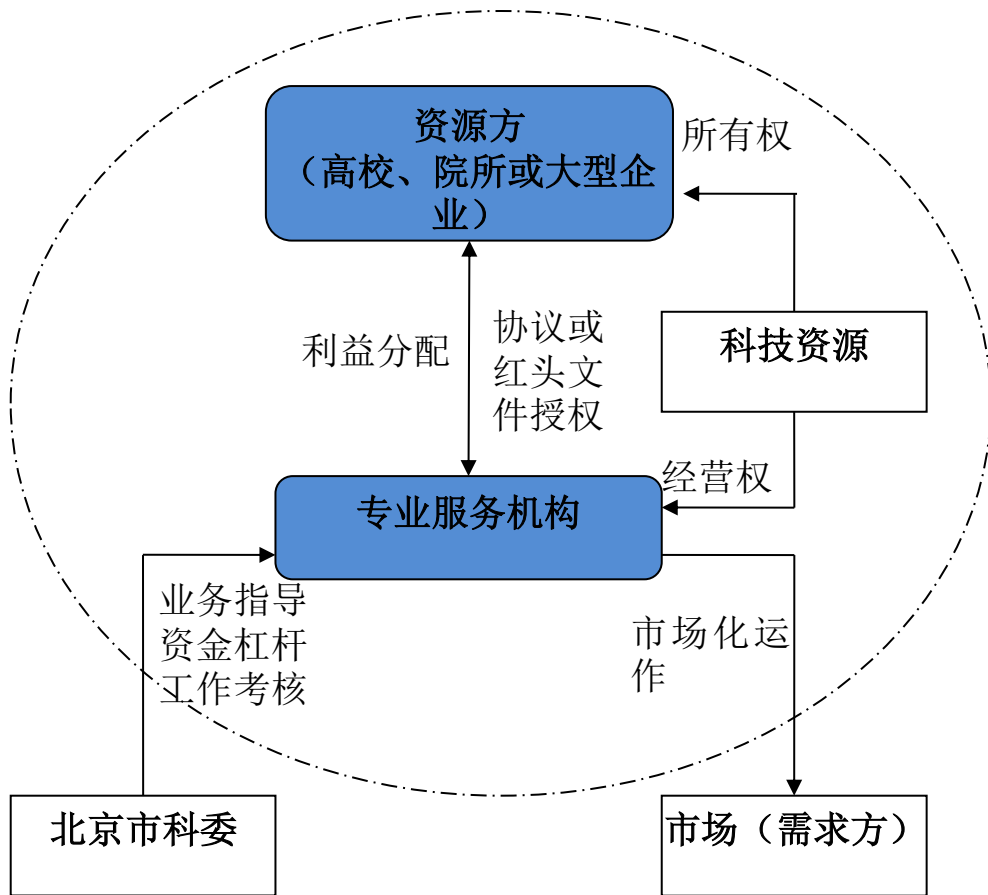 资源方
（高校、院所或大型企
业）
所有权
利益分配
协议或
红头文
件授权
科技资源
经营权
专业服务机构
业务指导
资金杠杆
工作考核
市场化运
作
北京市科委
市场（需求方）